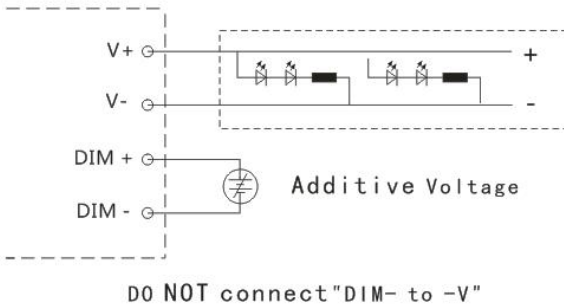 V+
+
V-
-
DIM +
Additive Voltage
DIM -
DO NOT connect"DIM- to -V"